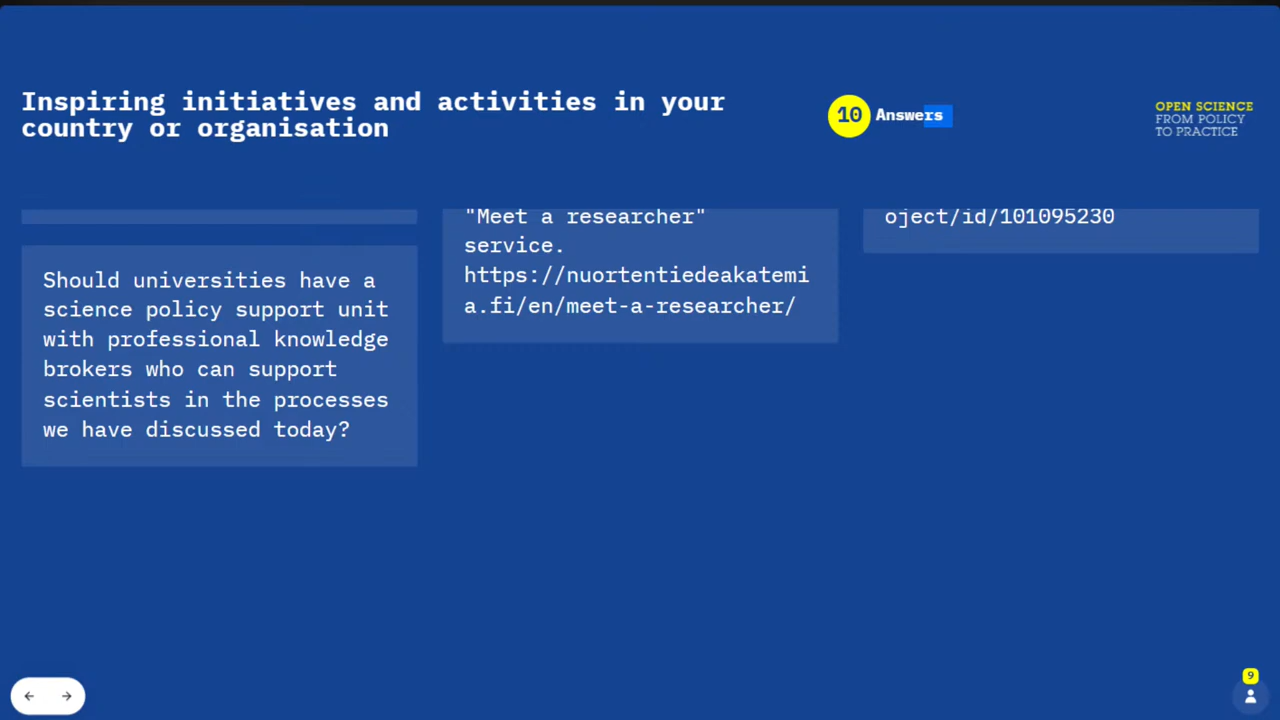 Inspiring initiatives and activities in your
country or organisation
10 Answers
OPEN SCIENCE
FROM POLICY
TO PRACTICE
Should universities have a
science policy support unit
with professional knowledge
brokers who can support
scientists in the processes
we have discussed today?
"Meet a researcher"
service.
https://nuortentiedeakatemi
a.fi/en/meet-a-researcher/
oject/id/101095230
9